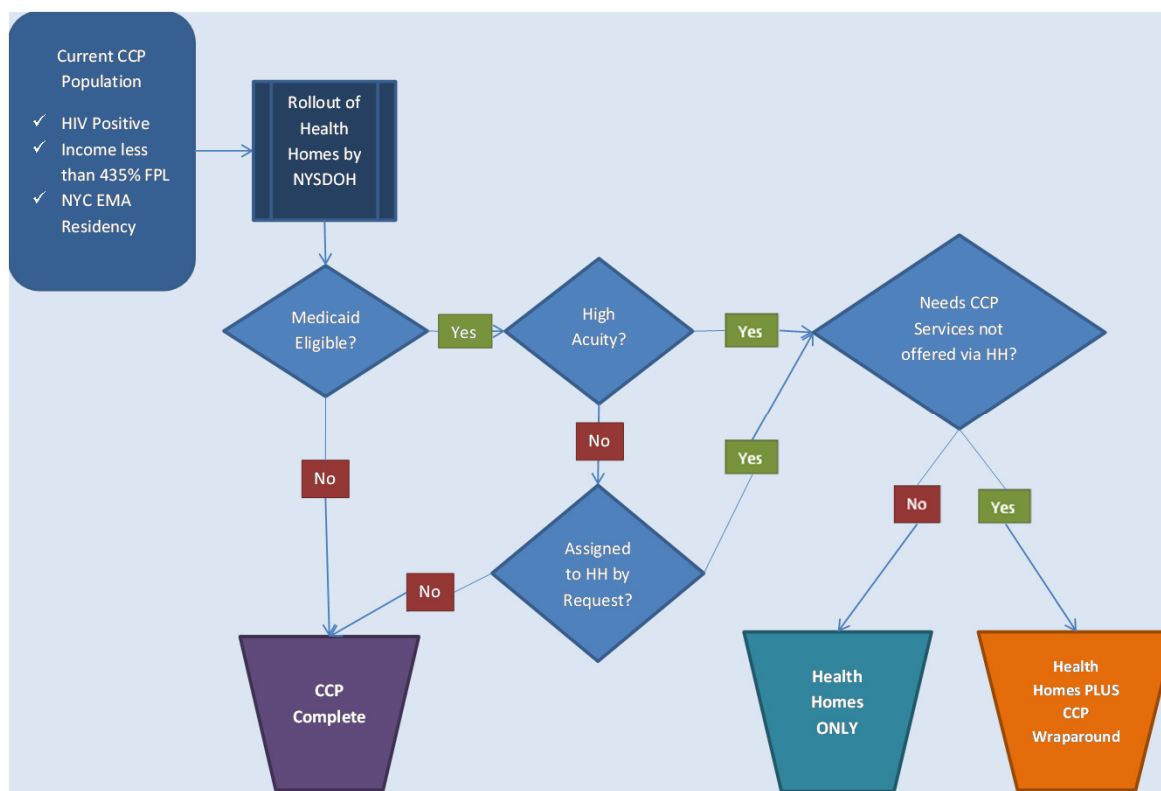 Current CCP
Population
✓ HIV Positive
✓ Income less
than 435% FPL
✓ NYC EMA
Residency
Rollout of
Health
Homes by
NYSDOH
Medicaid
Eligible?
Yes
High
Acuity?
Yes
Needs CCP
Services not
offered via HH?
No
No
Yes
Assigned
to HH by
Request?
No
No
Yes
CCP
Complete
Health
Homes
ONLY
Health
Homes PLUS
CCP
Wraparound